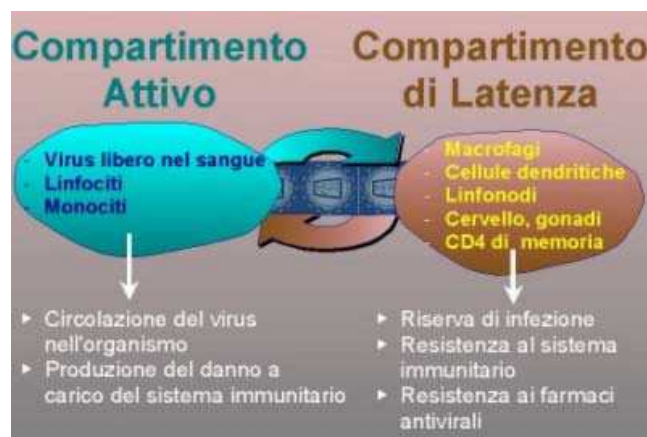 Compartimento
Attivo
- Virus libero nel sangue
- Linfociti
- Monociti
► Circolazione del virus
nell'organismo
► Produzione del danno a
carico del sistema immunitario
Compartimento
di Latenza
- Macrofagi
- Cellule dendritiche
- Linfonodi
- Cervello, gonadi
- CD4 di memoria
► Riserva di infezione
► Resistenza al sistema
immunitario
► Resistenza ai farmaci
antivirali